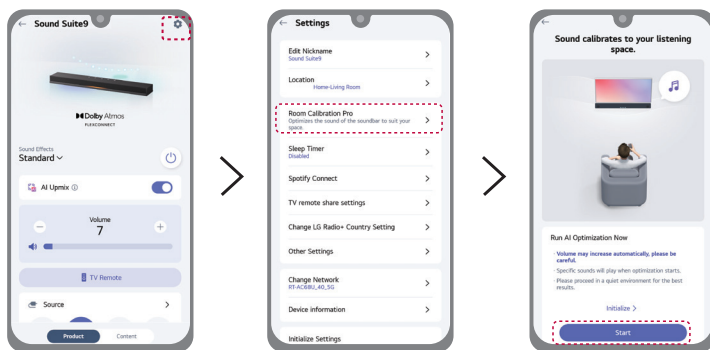 Sound Suite9
Dolby Atmos
FLEXCONNECT
Sound Effects
Standard
AI Upmix
Volume
7
TV Remote
Source
Product
Content
Settings
Edit Nickname
Sound Suite9
Location
Home-Living Room
Room Calibration Pro
Optimizes the sound of the soundbar to suit your
space.
Sleep Timer
Disabled
Spotify Connect
TV remote share settings
Change LG Radio+ Country Setting
Other Settings
Change Network
RT-AC68U_40_5G
Device information
Initialize Settings
Sound calibrates to your listening
space.
Run AI Optimization Now
· Volume may increase automatically, please be
careful.
· Specific sounds will play when optimization starts.
· Please proceed in a quiet environment for the best
results.
Initialize >
Start